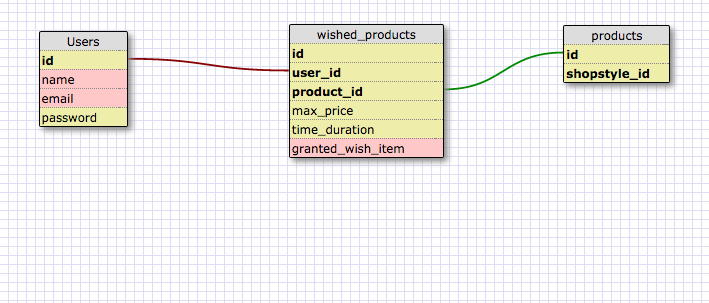 Users
id
name
email
password
wished_products
id
user_id
product_id
max_price
time_duration
granted_wish_item
products
id
shopstyle_id